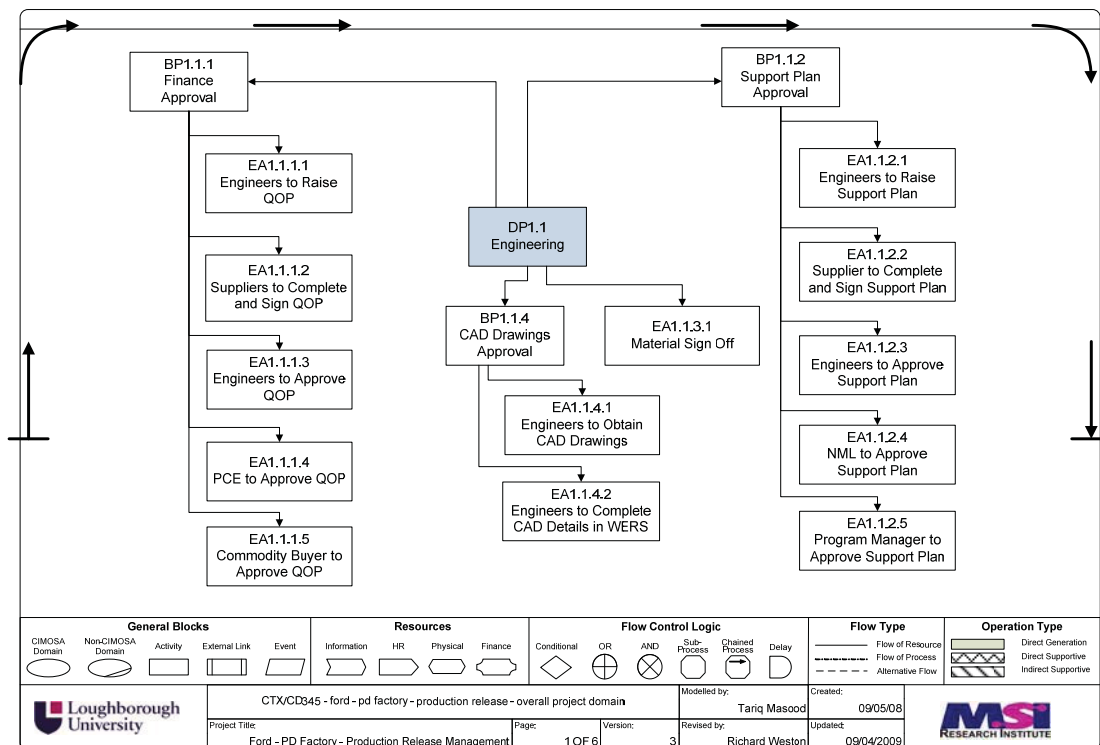 BP1.1.1
Finance
Approval
BP1.1.2
Support Plan
Approval
EA1.1.1.1
Engineers to Raise
QOP
EA1.1.1.2
Suppliers to Complete
and Sign QOP
EA1.1.1.3
Engineers to Approve
QOP
EA1.1.1.4
PCE to Approve QOP
EA1.1.1.5
Commodity Buyer to
Approve QOP
DP1.1
Engineering
BP1.1.4
CAD Drawings
Approval
EA1.1.3.1
Material Sign Off
EA1.1.4.1
Engineers to Obtain
CAD Drawings
EA1.1.4.2
Engineers to Complete
CAD Details in WERS
EA1.1.2.1
Engineers to Raise
Support Plan
EA1.1.2.2
Supplier to Complete
and Sign Support Plan
EA1.1.2.3
Engineers to Approve
Support Plan
EA1.1.2.4
NML to Approve
Support Plan
EA1.1.2.5
Program Manager to
Approve Support Plan
General Blocks
CIMOSA
Domain
Non-CIMOSA
Domain
Activity
External Link
Event
Resources
Information
HR
Physical
Finance
Flow Control Logic
Conditional
OR
AND
Sub-
Process
Chained
Process
Delay
Flow Type
Flow of Resource
Flow of Process
Alternative Flow
Operation Type
Direct Generation
Direct Supportive
Indirect Supportive
Loughborough
University
CTX/CD345 - ford - pd factory - production release - overall project domain
Modelled by:
Tariq Masood
Created:
09/05/08
Project Title:
Ford - PD Factory - Production Release Management
Page:
1 OF 6
Version:
3
Revised by:
Richard Weston
Updated:
09/04/2009
MSI
RESEARCH INSTITUTE